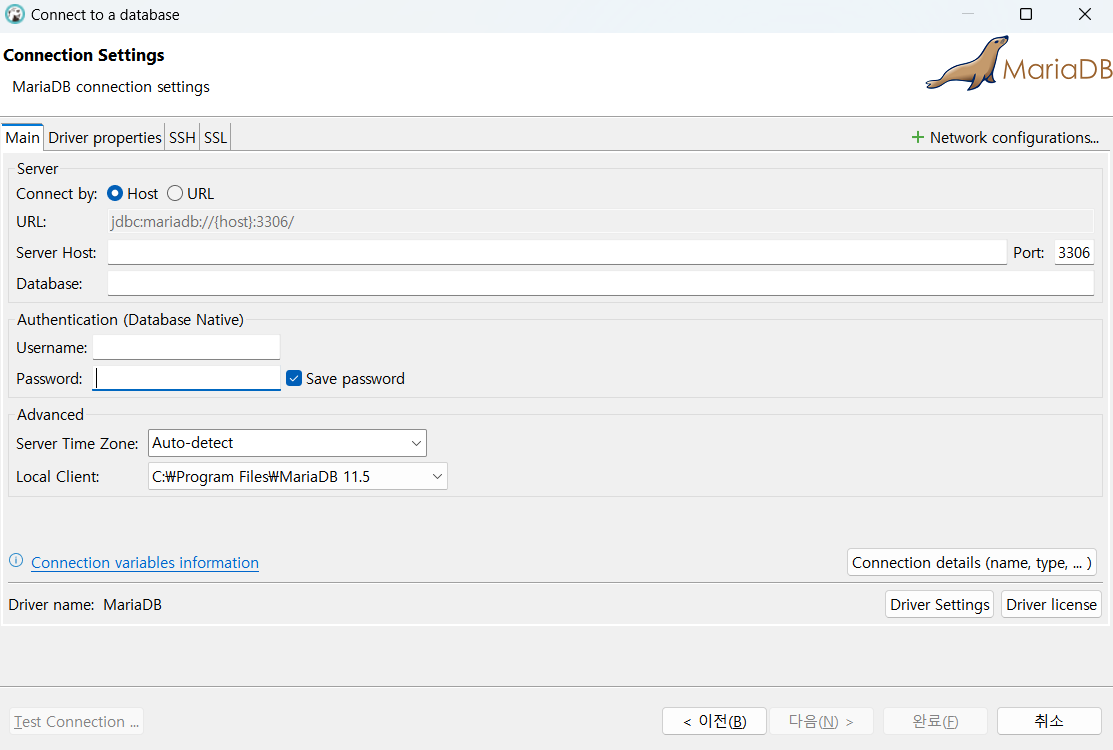 Connect to a database
Connection Settings
MariaDB connection settings
MariaDB
Main Driver properties SSH SSL + Network configurations...
Server
Connect by: Host URL
URL: jdbc:mariadb://{host}:3306/
Server Host: Port: 3306
Database:
Authentication (Database Native)
Username:
Password: Save password
Advanced
Server Time Zone: Auto-detect
Local Client: C:₩Program Files₩MariaDB 11.5
Connection variables information Connection details (name, type, ... )
Driver name: MariaDB Driver Settings Driver license
Test Connection ... < 이전(B) 다음(N) > 완료(F) 취소